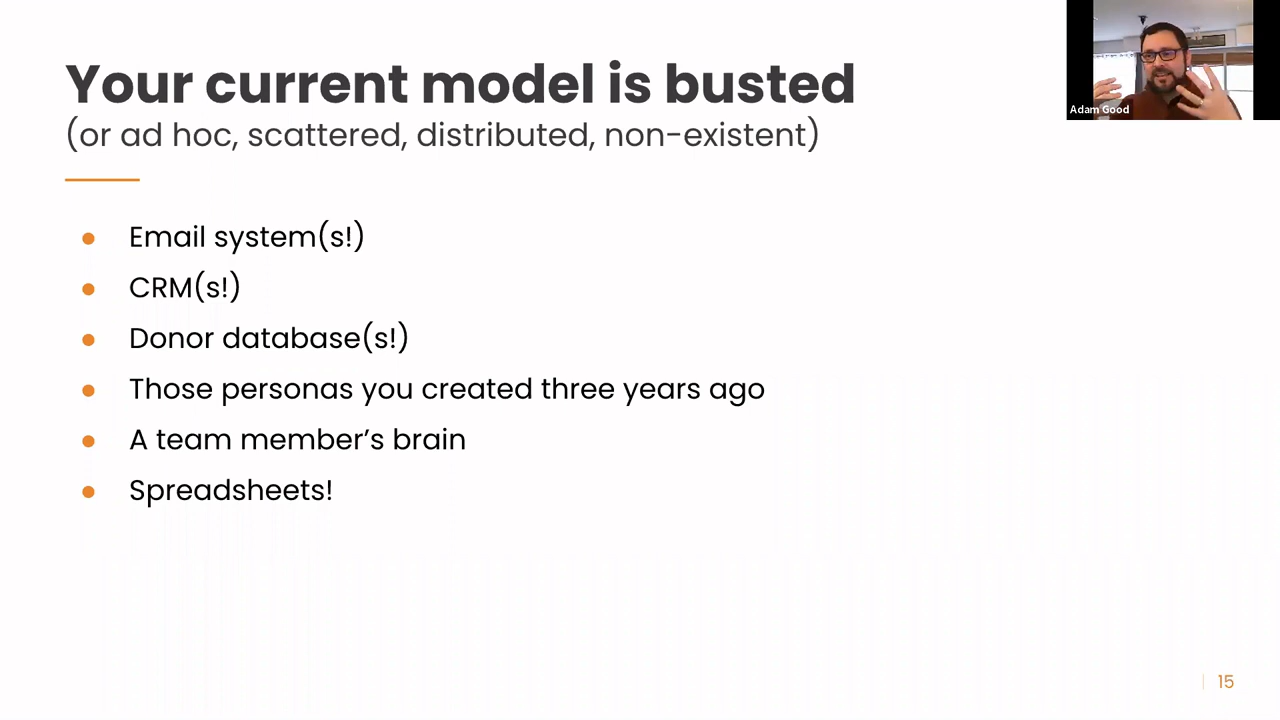 Your current model is busted
(or ad hoc, scattered, distributed, non-existent)
Adam Good
● Email system(s!)
● CRM(s!)
● Donor database(s!)
● Those personas you created three years ago
● A team member’s brain
● Spreadsheets!
15